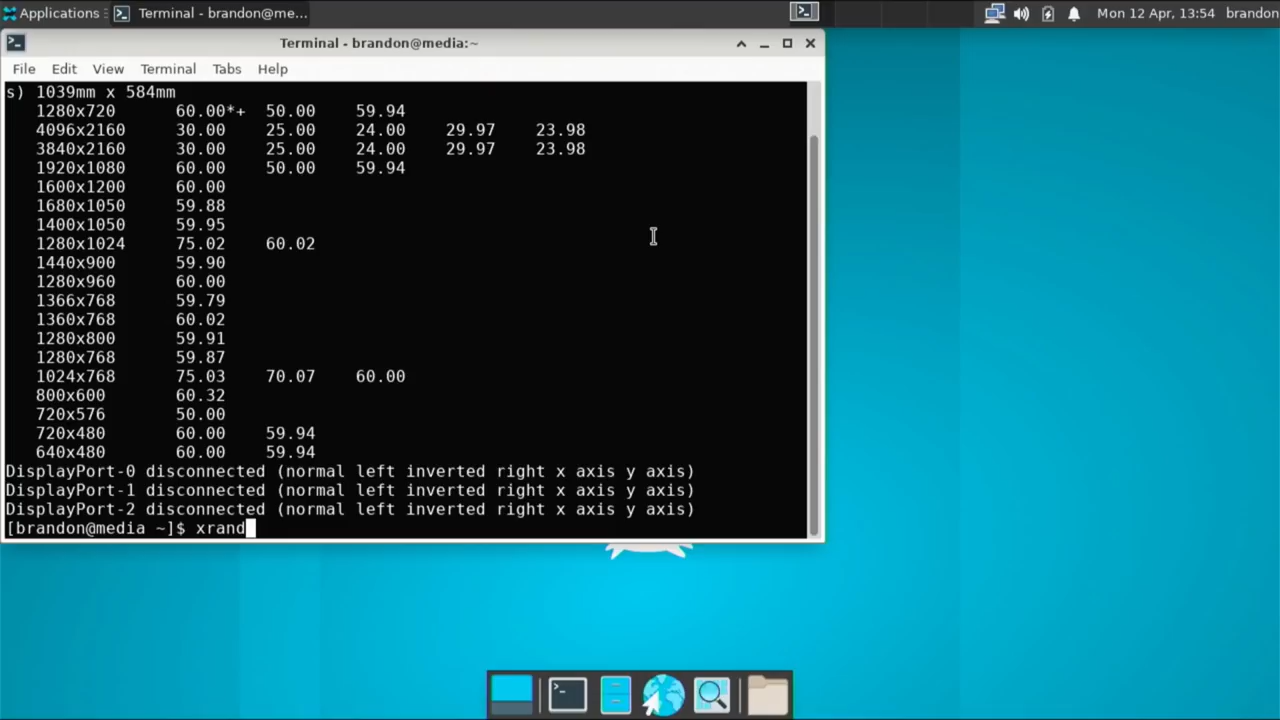 Applications
Terminal - brandon@me...
Mon 12 Apr, 13:54
brandon
Terminal - brandon@media:~
File Edit View Terminal Tabs Help
s) 1039mm x 584mm
1280x720 60.00*+ 50.00 59.94
4096x2160 30.00 25.00 24.00 29.97 23.98
3840x2160 30.00 25.00 24.00 29.97 23.98
1920x1080 60.00 50.00 59.94
1600x1200 60.00
1680x1050 59.88
1400x1050 59.95
1280x1024 75.02 60.02
1440x900 59.90
1280x960 60.00
1366x768 59.79
1360x768 60.02
1280x800 59.91
1280x768 59.87
1024x768 75.03 70.07 60.00
800x600 60.32
720x576 50.00
720x480 60.00 59.94
640x480 60.00 59.94
DisplayPort-0 disconnected (normal left inverted right x axis y axis)
DisplayPort-1 disconnected (normal left inverted right x axis y axis)
DisplayPort-2 disconnected (normal left inverted right x axis y axis)
[brandon@media ~]$ xrand